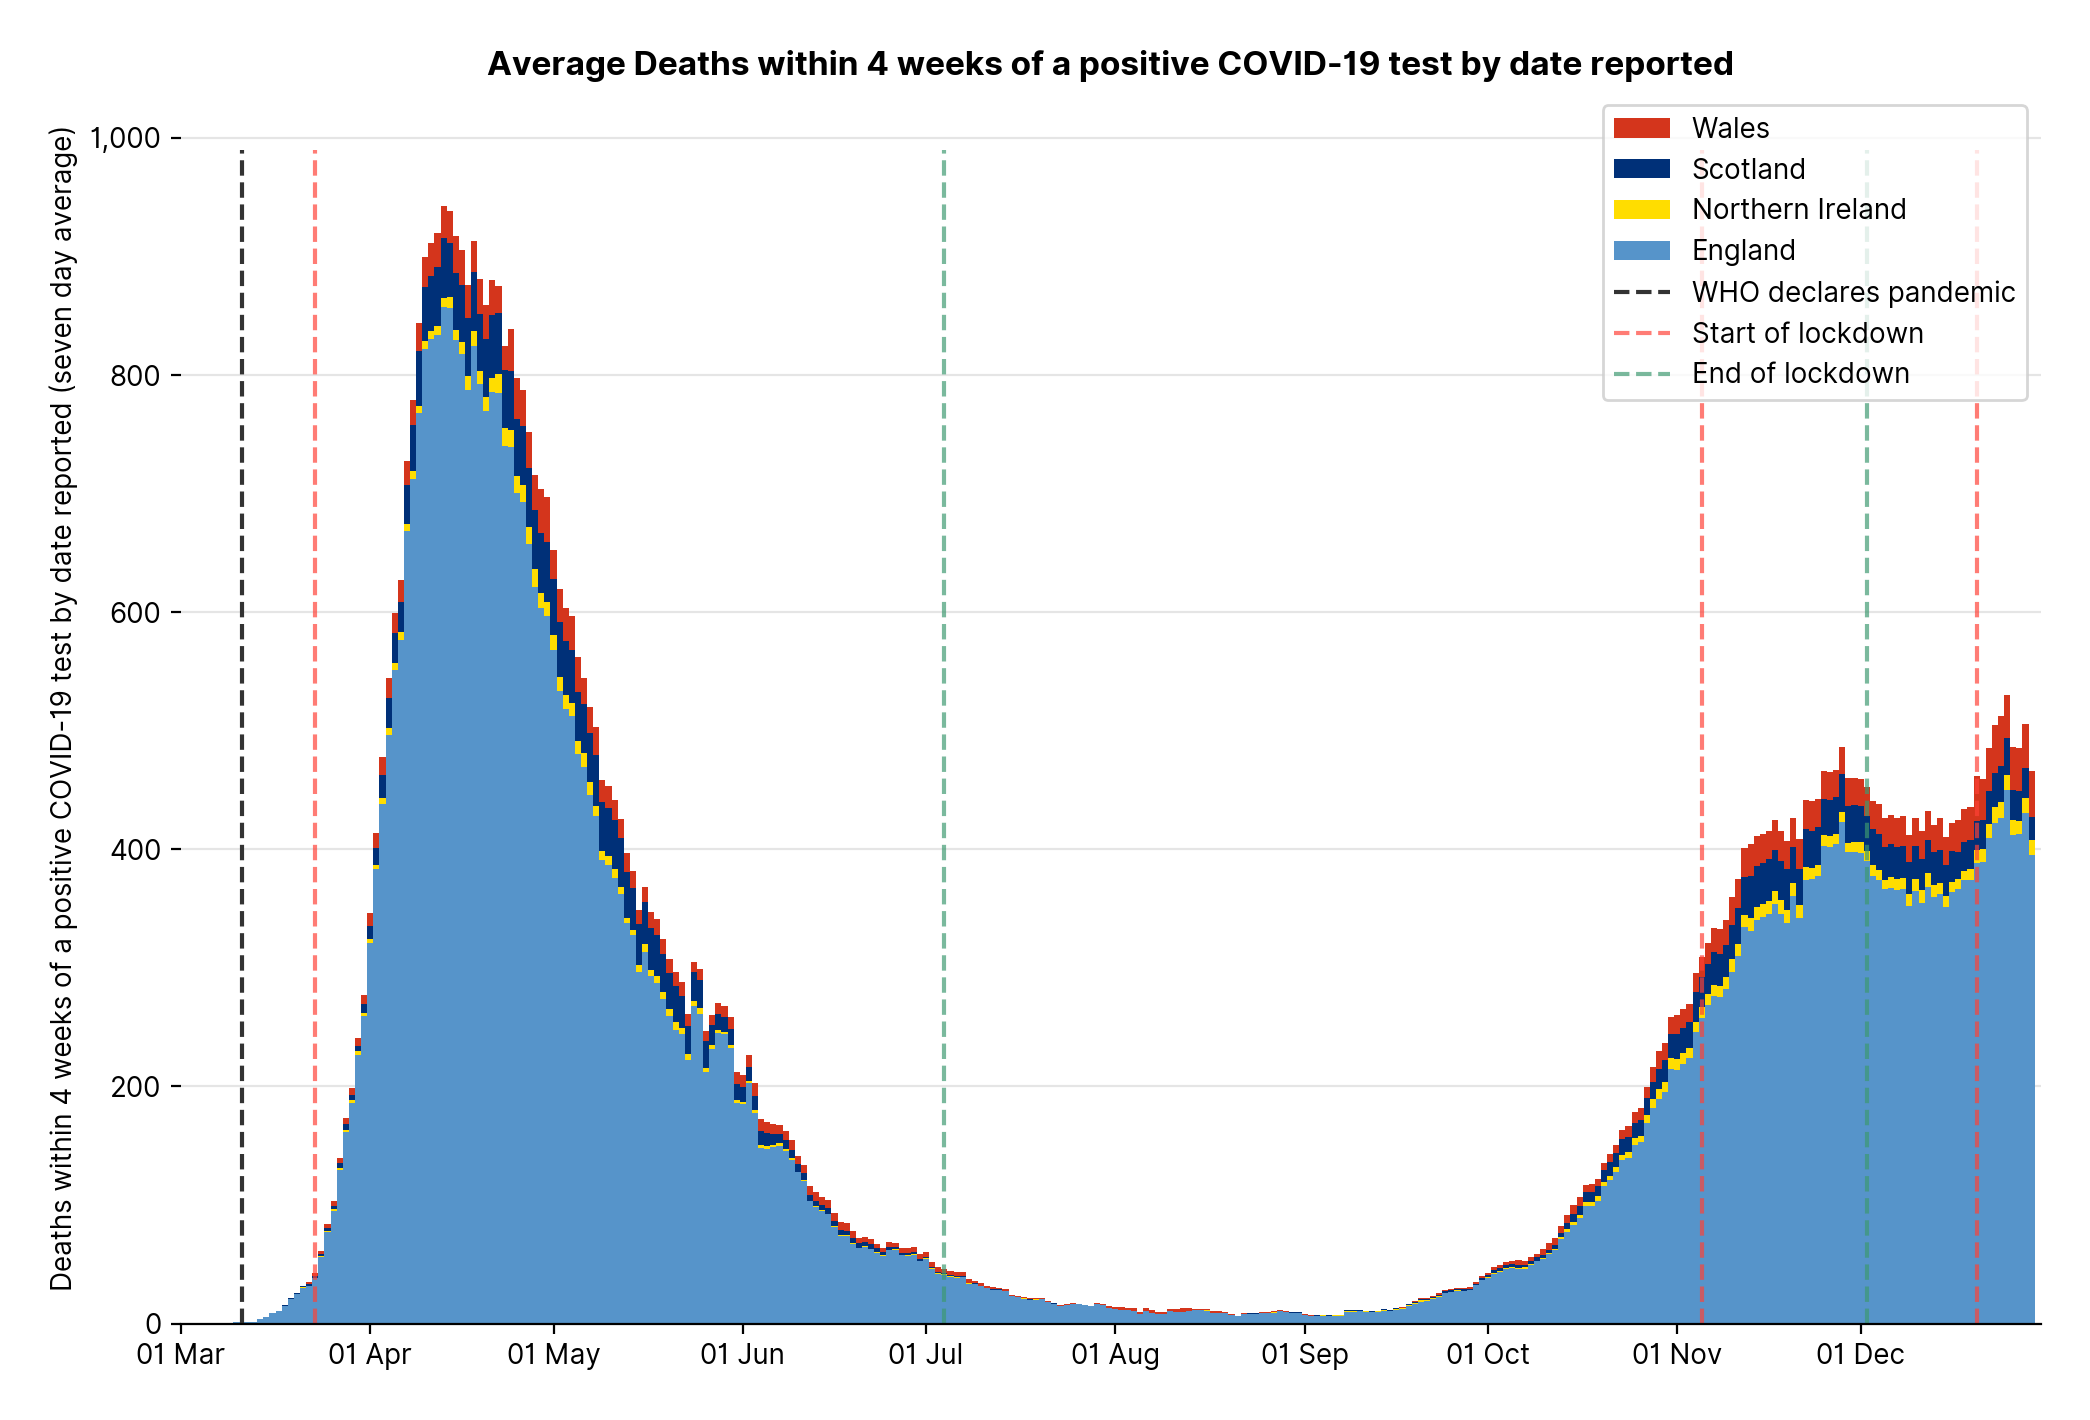 Average Deaths within 4 weeks of a positive COVID-19 test by date reported
Deaths within 4 weeks of a positive COVID-19 test by date reported (seven day average)
1,000
800
600
400
200
0
Wales
Scotland
Northern Ireland
England
WHO declares pandemic
Start of lockdown
End of lockdown
01 Mar
01 Apr
01 May
01 Jun
01 Jul
01 Aug
01 Sep
01 Oct
01 Nov
01 Dec